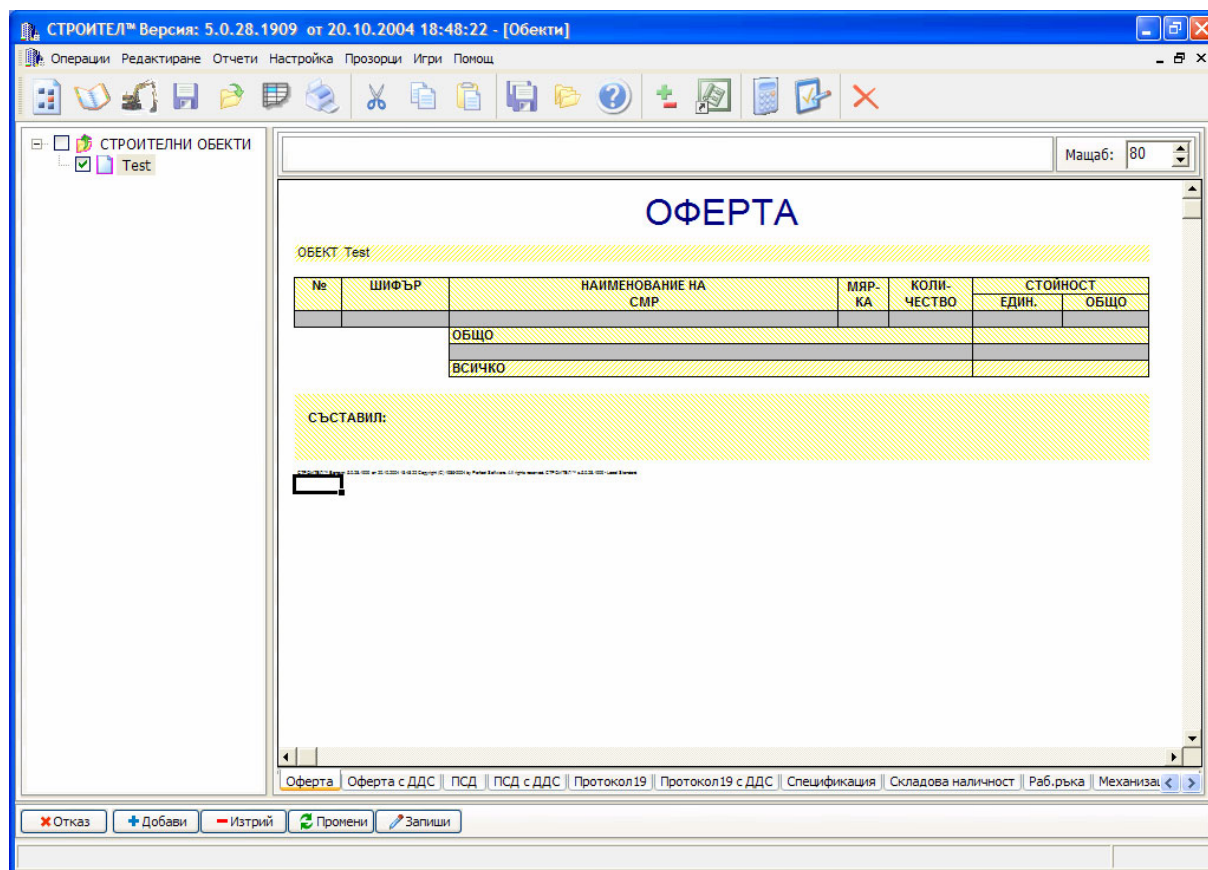 СТРОИТЕЛ™ Версия: 5.0.28.1909 от 20.10.2004 18:48:22 - [Обекти]
Операции Редактиране Отчети Настройка Прозорци Игри Помощ
СТРОИТЕЛНИ ОБЕКТИ
Test
Мащаб: 80
ОФЕРТА
ОБЕКТ Test
№ ШИФЪР НАИМЕНОВАНИЕ НА МЯР- КОЛИ- СТОЙНОСТ
СМР КА ЧЕСТВО ЕДИН. ОБЩО
ОБЩО
ВСИЧКО
СЪСТАВИЛ:
Оферта Оферта с ДДС ПСД ПСД с ДДС Протокол19 Протокол19 с ДДС Спецификация Складова наличност Раб.ръка Механизац
Отказ Добави Изтрий Промени Запиши